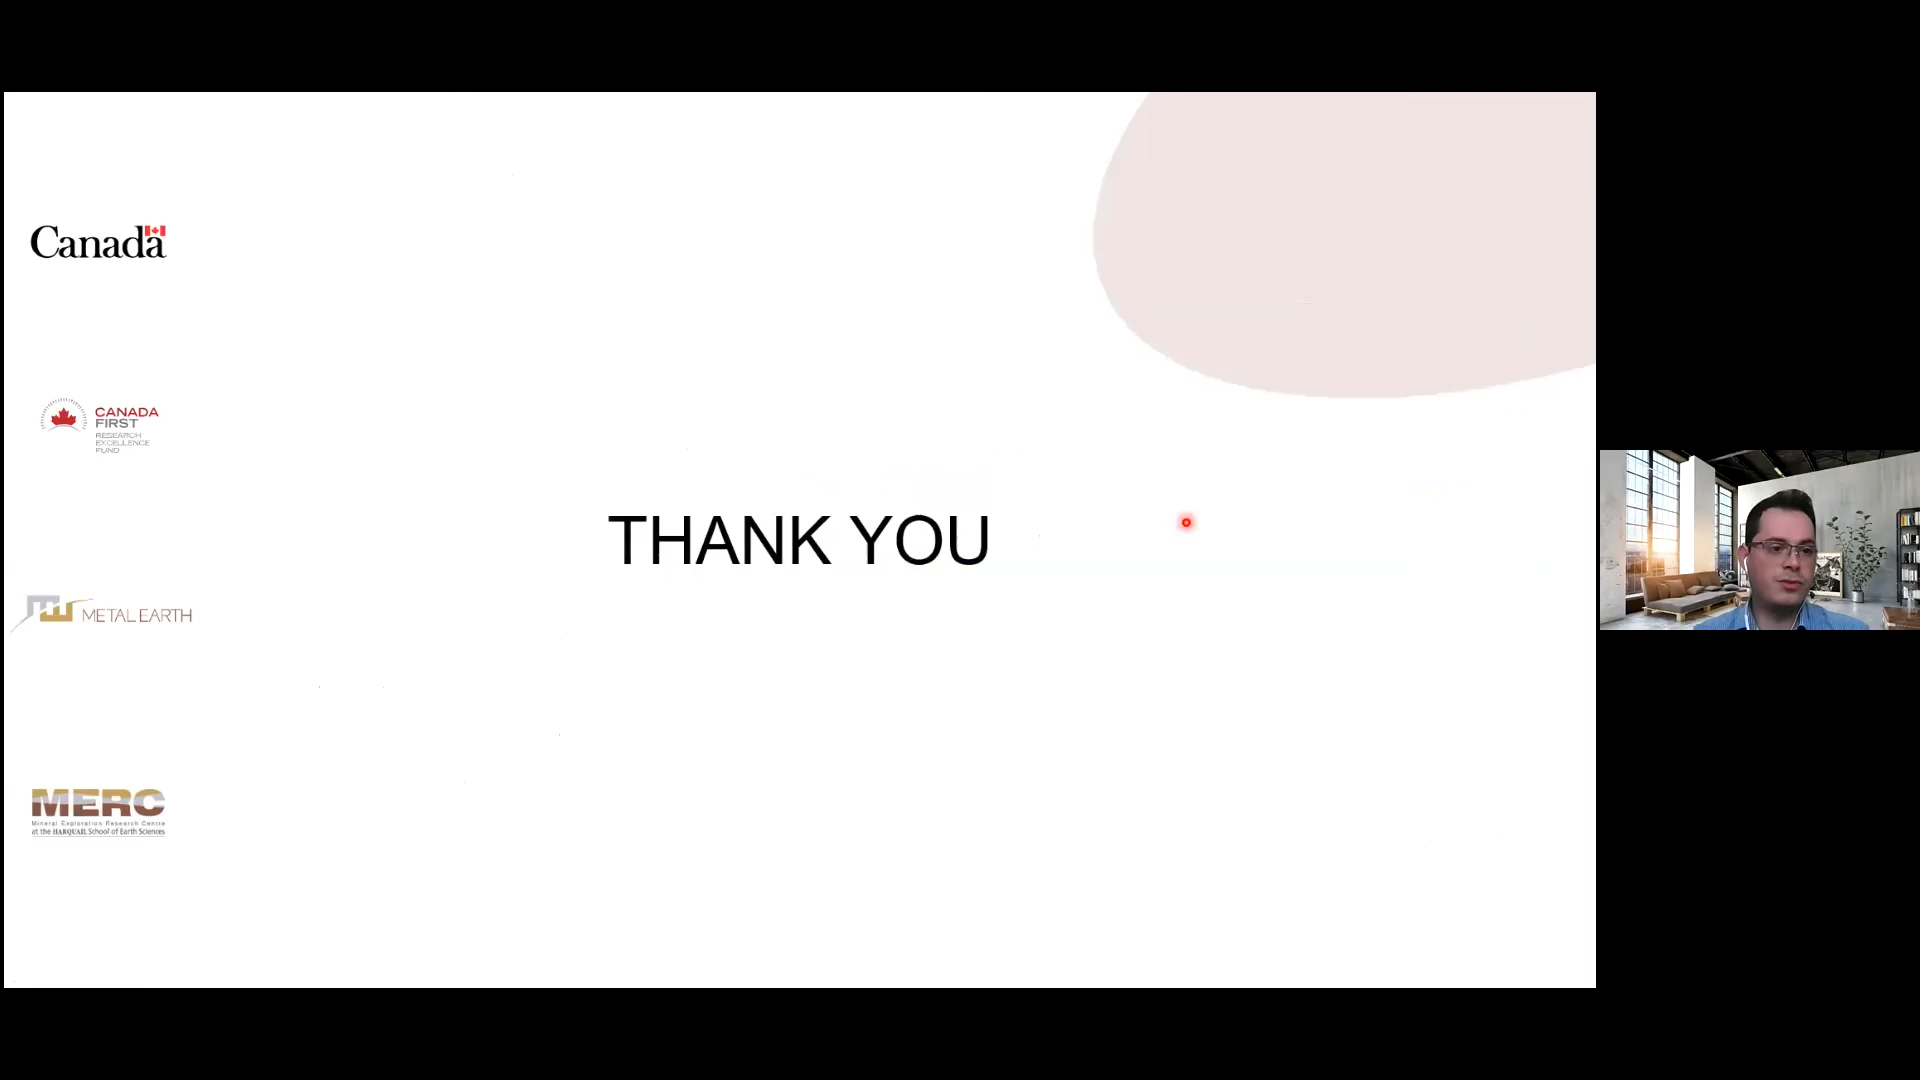 Canada
CANADA
FIRST
RESEARCH
EXCELLENCE
FUND
THANK YOU
METAL EARTH
MERC
Mineral Exploration Research Centre
at the HARQUAIL School of Earth Sciences